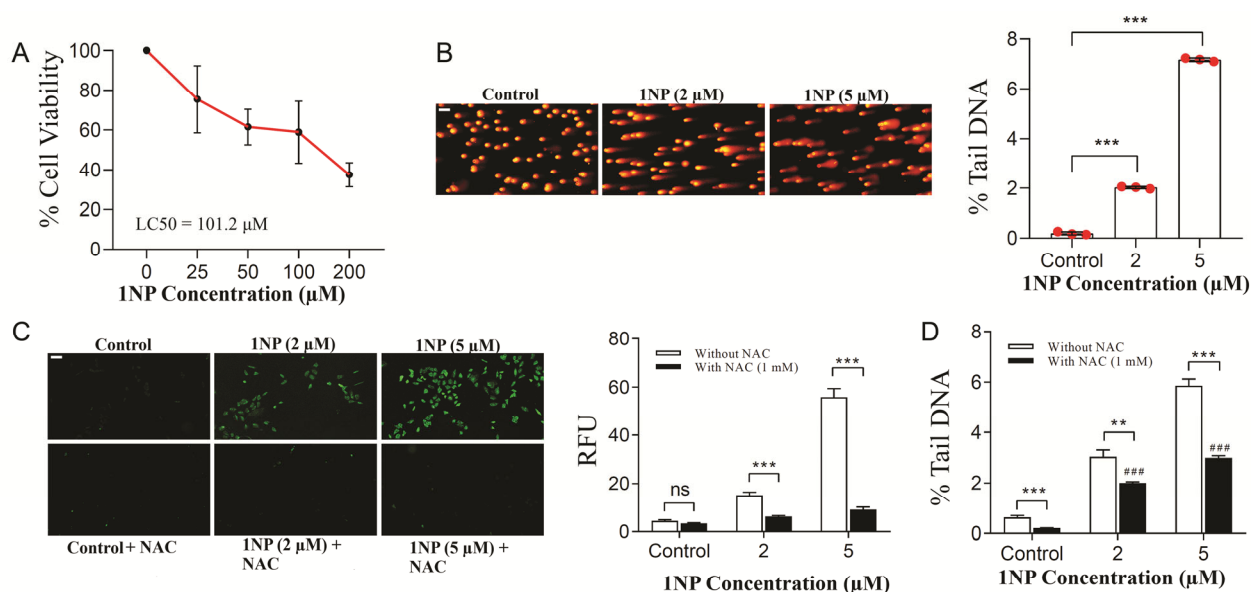 A
% Cell Viability
100
80
60
40
20
0
LC50 = 101.2 µM
0 25 50 100 200
1NP Concentration (µM)
B
Control 1NP (2 µM) 1NP (5 µM)
% Tail DNA
8
6
4
2
0
***
***
Control 2 5
1NP Concentration (µM)
C
Control 1NP (2 µM) 1NP (5 µM)
Control + NAC 1NP (2 µM) + 1NP (5 µM) +
NAC NAC
RFU
80
60
40
20
0
Without NAC
With NAC (1 mM)
ns
***
***
Control 2 5
1NP Concentration (µM)
D
% Tail DNA
8
6
4
2
0
Without NAC
With NAC (1 mM)
***
**
###
***
###
Control 2 5
1NP Concentration (µM)